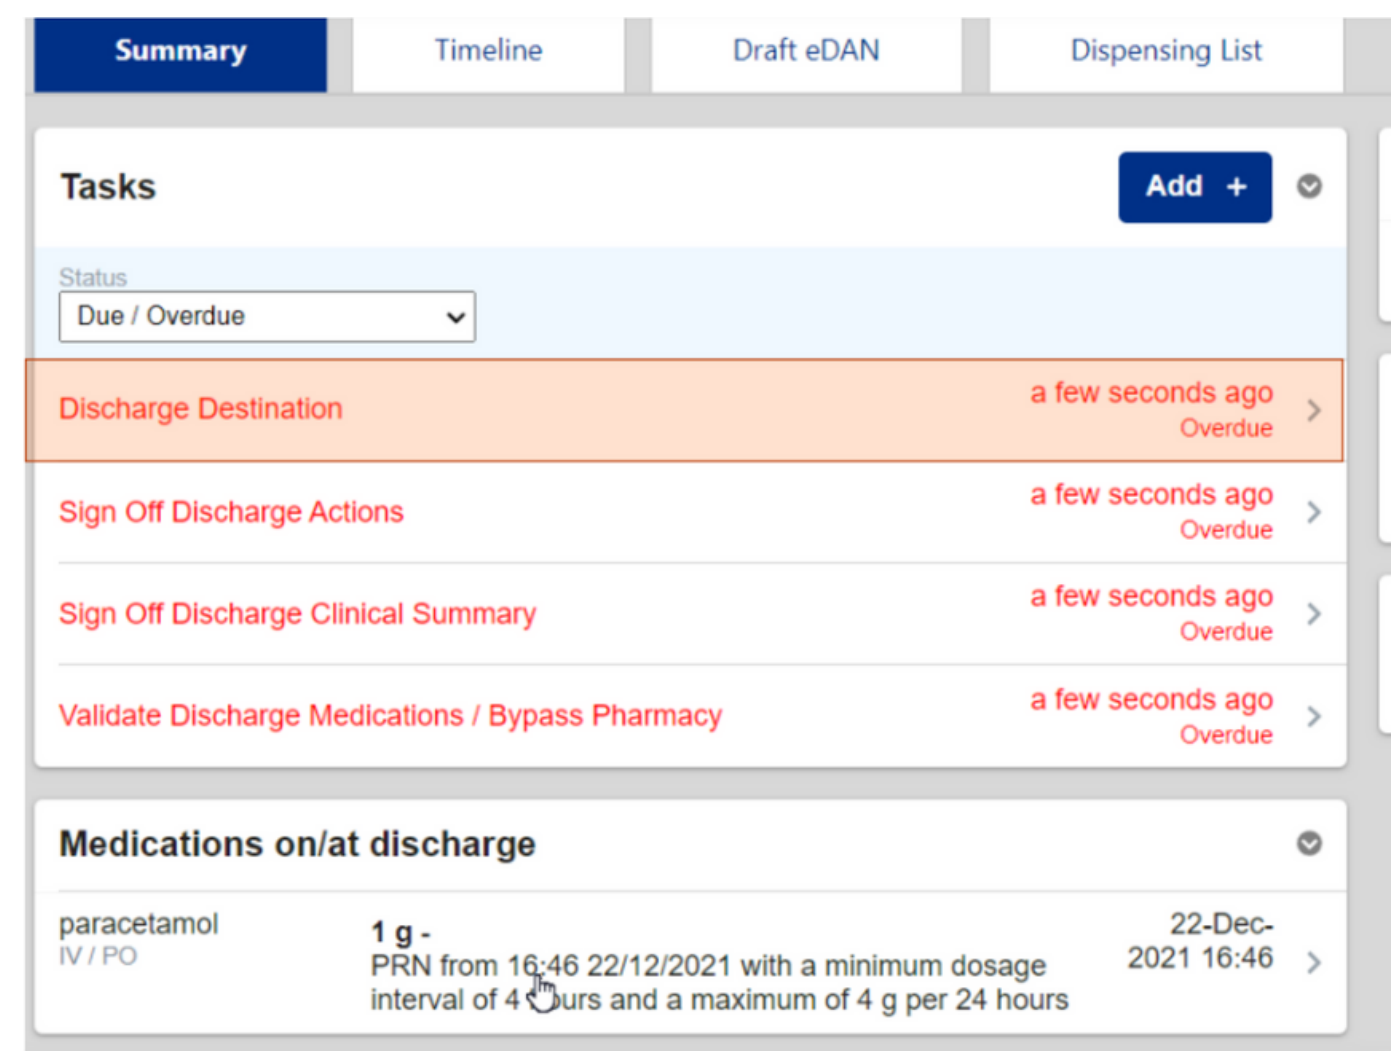 Summary
Timeline
Draft eDAN
Dispensing List
Tasks
Add +
Status
Due / Overdue
Discharge Destination
a few seconds ago
Overdue
Sign Off Discharge Actions
a few seconds ago
Overdue
Sign Off Discharge Clinical Summary
a few seconds ago
Overdue
Validate Discharge Medications / Bypass Pharmacy
a few seconds ago
Overdue
Medications on/at discharge
paracetamol
IV / PO
1 g -
PRN from 16:46 22/12/2021 with a minimum dosage
interval of 4 hours and a maximum of 4 g per 24 hours
22-Dec-
2021 16:46